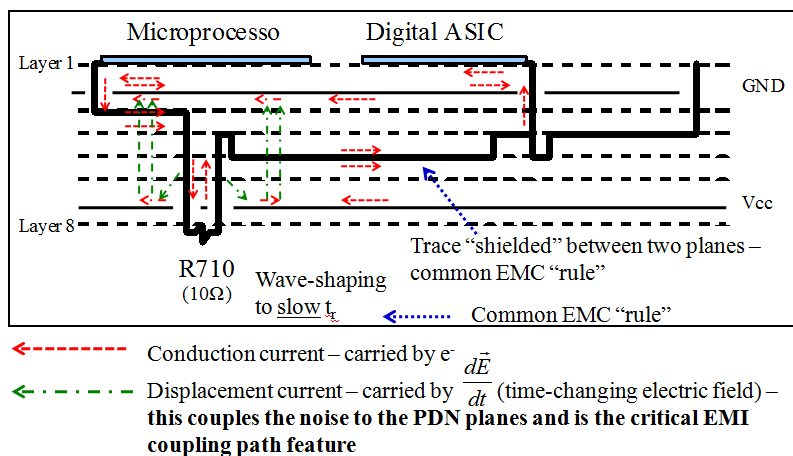 Microprocesso Digital ASIC
Layer 1
GND
Vcc
Layer 8
Trace “shielded” between two planes –
common EMC “rule”
R710
(10Ω)
Wave-shaping
to slow tr
Common EMC “rule”
Conduction current – carried by e-
Displacement current – carried by dE⃗/dt (time-changing electric field) –
this couples the noise to the PDN planes and is the critical EMI
coupling path feature